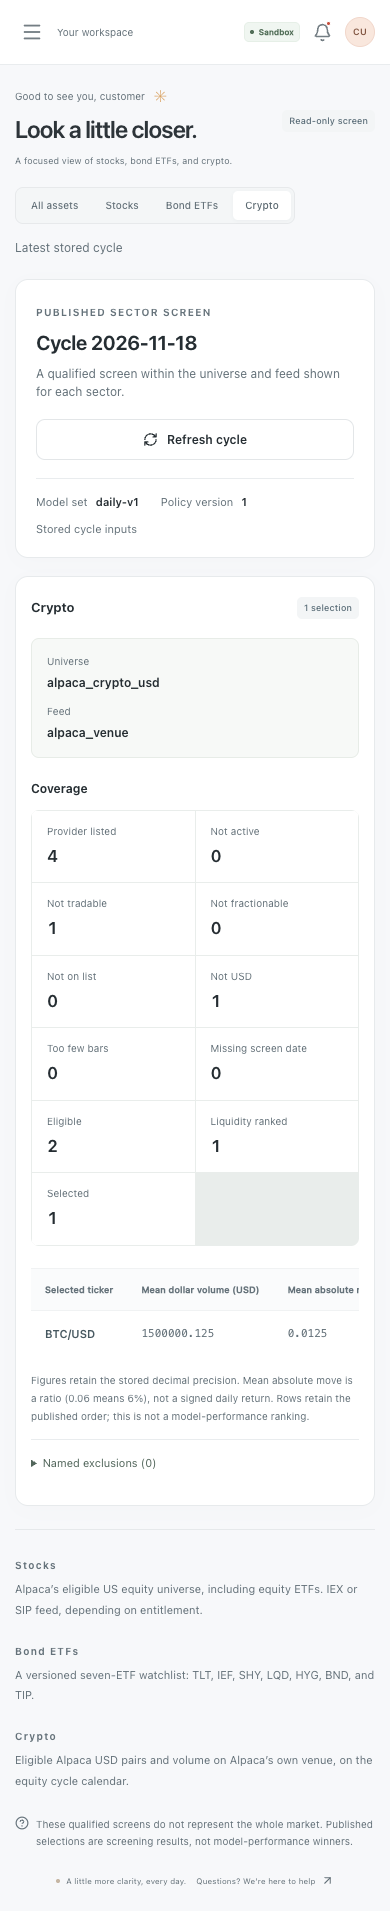 Your workspace
Sandbox
CU
Good to see you, customer
Look a little closer.
Read-only screen
A focused view of stocks, bond ETFs, and crypto.
All assets Stocks Bond ETFs Crypto
Latest stored cycle
PUBLISHED SECTOR SCREEN
Cycle 2026-11-18
A qualified screen within the universe and feed shown
for each sector.
Refresh cycle
Model set daily-v1 Policy version 1
Stored cycle inputs
Crypto
1 selection
Universe
alpaca_crypto_usd
Feed
alpaca_venue
Coverage
Provider listed
4
Not active
0
Not tradable
1
Not fractionable
0
Not on list
0
Not USD
1
Too few bars
0
Missing screen date
0
Eligible
2
Liquidity ranked
1
Selected
1
Selected ticker Mean dollar volume (USD) Mean absolute
BTC/USD 1500000.125 0.0125
Figures retain the stored decimal precision. Mean absolute move is
a ratio (0.06 means 6%), not a signed daily return. Rows retain the
published order; this is not a model-performance ranking.
Named exclusions (0)
Stocks
Alpaca's eligible US equity universe, including equity ETFs. IEX or
SIP feed, depending on entitlement.
Bond ETFs
A versioned seven-ETF watchlist: TLT, IEF, SHY, LQD, HYG, BND, and
TIP.
Crypto
Eligible Alpaca USD pairs and volume on Alpaca's own venue, on the
equity cycle calendar.
These qualified screens do not represent the whole market. Published
selections are screening results, not model-performance winners.
A little more clarity, every day. Questions? We're here to help